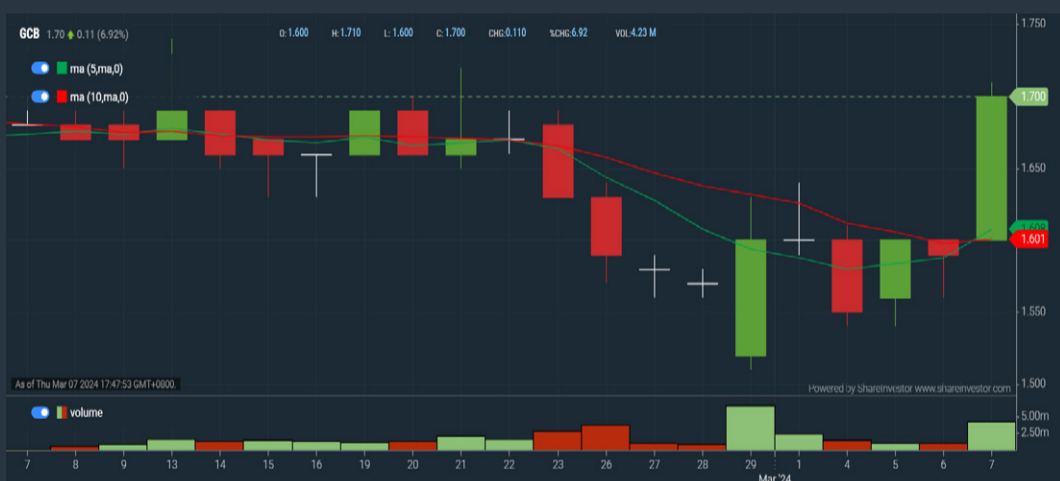 GCB 1.70 0.11 (6.92%) O: 1.600 H: 1.710 L: 1.600 C: 1.700 CHG:0.110 %CHG:6.92 VOL:4.23 M
ma (5,ma,0)
ma (10,ma,0)
1.750
1.700
1.650
1.601
1.550
1.500
As of Thu Mar 07 2024 17:47:53 GMT+0800.
Powered by ShareInvestor www.shareinvestor.com
volume
5.00m
2.50m
7 8 9 13 14 15 16 19 20 21 22 23 26 27 28 29 1 4 5 6 7
Mar '24